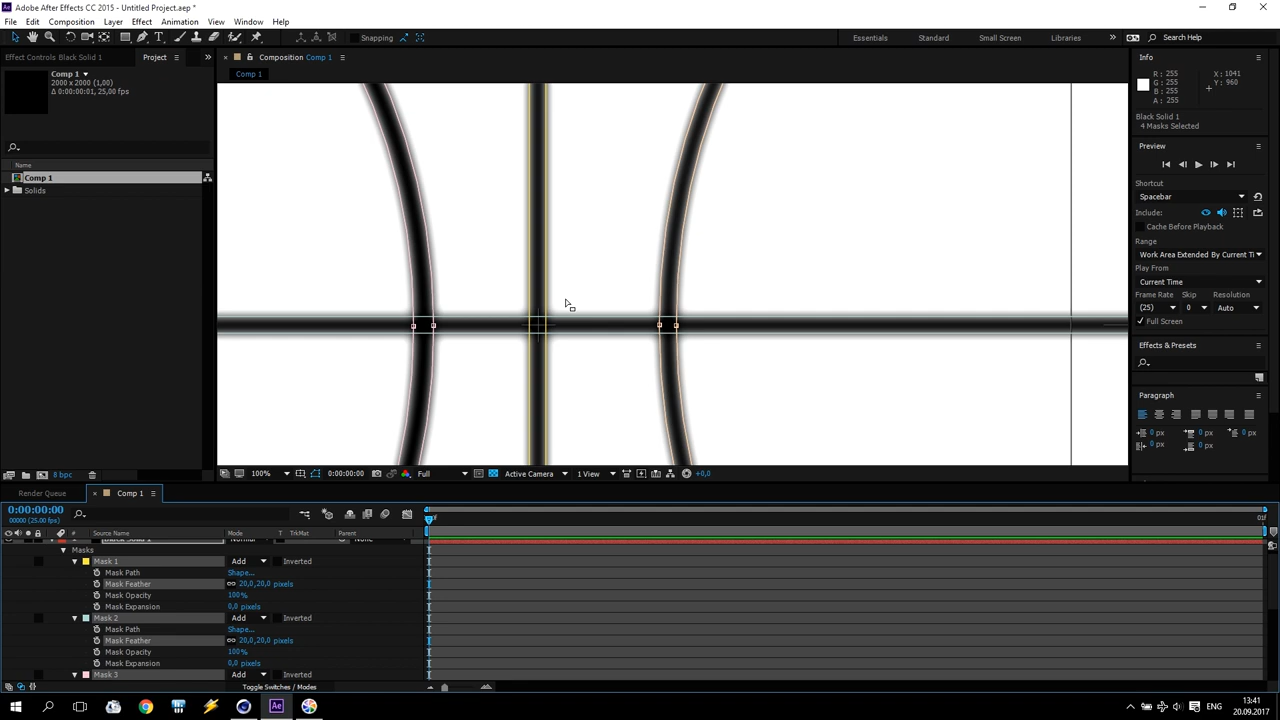 Adobe After Effects CC 2015 - Untitled Project.aep *
File Edit Composition Layer Effect Animation View Window Help
Snapping
Essentials Standard Small Screen Libraries Search Help
Effect Controls Black Solid 1 Project
Composition Comp 1
Comp 1
Comp 1
2000 x 2000 (1,00)
Δ 0:00:00:01, 25,00 fps
Name
Comp 1
Solids
8 bpc
100% 0:00:00:00 Full Active Camera 1 View +0,0
Info
R : 255
G : 255
B : 255
A : 255
X : 1041
Y : 960
Black Solid 1
4 Masks Selected
Preview
Shortcut
Spacebar
Include:
Cache Before Playback
Range
Work Area Extended By Current Ti
Play From
Current Time
Frame Rate Skip Resolution
(25) 0 Auto
Full Screen
Effects & Presets
Paragraph
0 px 0 px 0 px
0 px 0 px
Render Queue Comp 1
0:00:00:00
00000 (25.00 fps)
Source Name Mode T TrkMat Parent
01f
Masks
Mask 1 Add Inverted
Mask Path Shape...
Mask Feather 20,0,20,0 pixels
Mask Opacity 100%
Mask Expansion 0,0 pixels
Mask 2 Add Inverted
Mask Path Shape...
Mask Feather 20,0,20,0 pixels
Mask Opacity 100%
Mask Expansion 0,0 pixels
Mask 3 Add Inverted
Toggle Switches / Modes
Ae ENG
13:41
20.09.2017